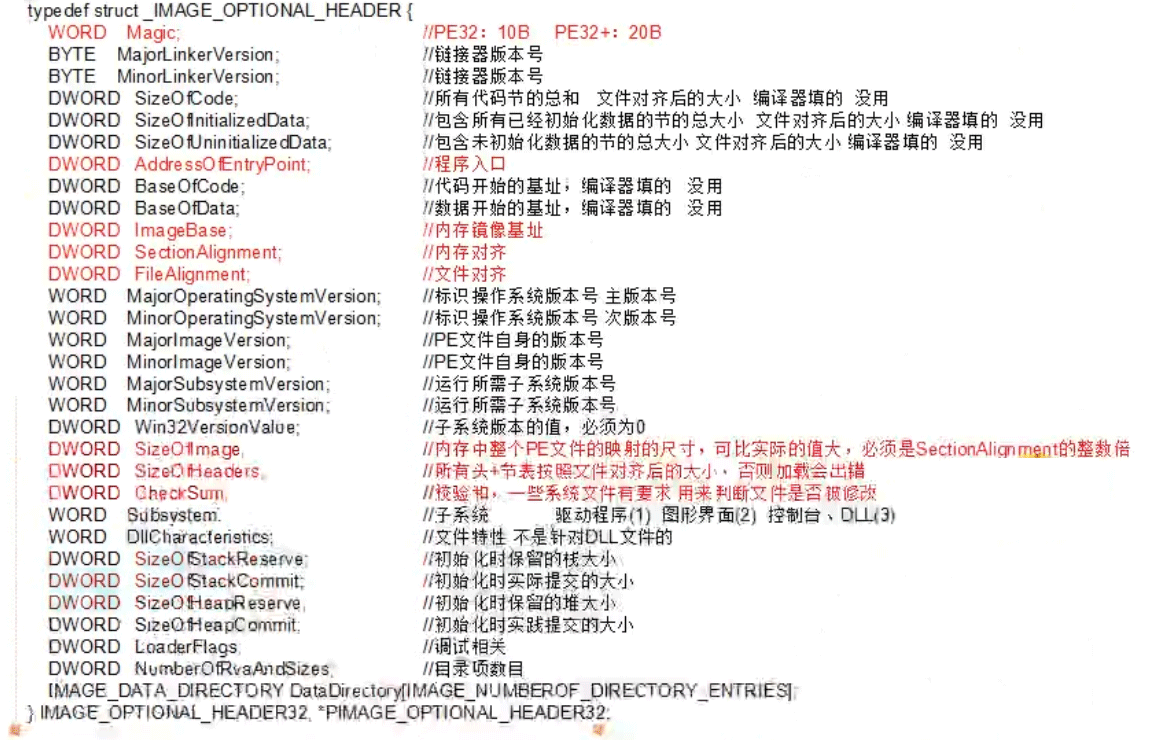 typedef struct _IMAGE_OPTIONAL_HEADER {
WORD Magic; //PE32: 10B PE32+: 20B
BYTE MajorLinkerVersion; //链接器版本号
BYTE MinorLinkerVersion; //链接器版本号
DWORD SizeOfCode; //所有代码节的总和 文件对齐后的大小 编译器填的 没用
DWORD SizeOfInitializedData; //包含所有已经初始化数据的节的总大小 文件对齐后的大小 编译器填的 没用
DWORD SizeOfUninitializedData; //包含未初始化数据的节的总大小 文件对齐后的大小 编译器填的 没用
DWORD AddressOfEntryPoint; //程序入口
DWORD BaseOfCode; //代码开始的基址，编译器填的 没用
DWORD BaseOfData; //数据开始的基址，编译器填的 没用
DWORD ImageBase; //内存镜像基址
DWORD SectionAlignment; //内存对齐
DWORD FileAlignment; //文件对齐
WORD MajorOperatingSystemVersion; //标识操作系统版本号 主版本号
WORD MinorOperatingSystemVersion; //标识操作系统版本号 次版本号
WORD MajorImageVersion; //PE文件自身的版本号
WORD MinorImageVersion; //PE文件自身的版本号
WORD MajorSubsystemVersion; //运行所需子系统版本号
WORD MinorSubsystemVersion; //运行所需子系统版本号
DWORD Win32VersionValue; //子系统版本的值，必须为0
DWORD SizeOfImage; //内存中整个PE文件的映射的尺寸，可比实际的值大，必须是SectionAlignment的整数倍
DWORD SizeOfHeaders; //所有头+节表按照文件对齐后的大小，否则加载会出错
DWORD CheckSum; //校验和，一些系统文件有要求 用来判断文件是否被修改
WORD Subsystem; //子系统 驱动程序(1) 图形界面(2) 控制台、DLL(3)
WORD DllCharacteristics; //文件特性 不是针对DLL文件的
DWORD SizeOfStackReserve; //初始化时保留的栈大小
DWORD SizeOfStackCommit; //初始化时实际提交的大小
DWORD SizeOfHeapReserve; //初始化时保留的堆大小
DWORD SizeOfHeapCommit; //初始化时实践提交的大小
DWORD LoaderFlags; //调试相关
DWORD NumberOfRvaAndSizes; //目录项数目
IMAGE_DATA_DIRECTORY DataDirectory[IMAGE_NUMBEROF_DIRECTORY_ENTRIES];
} IMAGE_OPTIONAL_HEADER32, *PIMAGE_OPTIONAL_HEADER32;